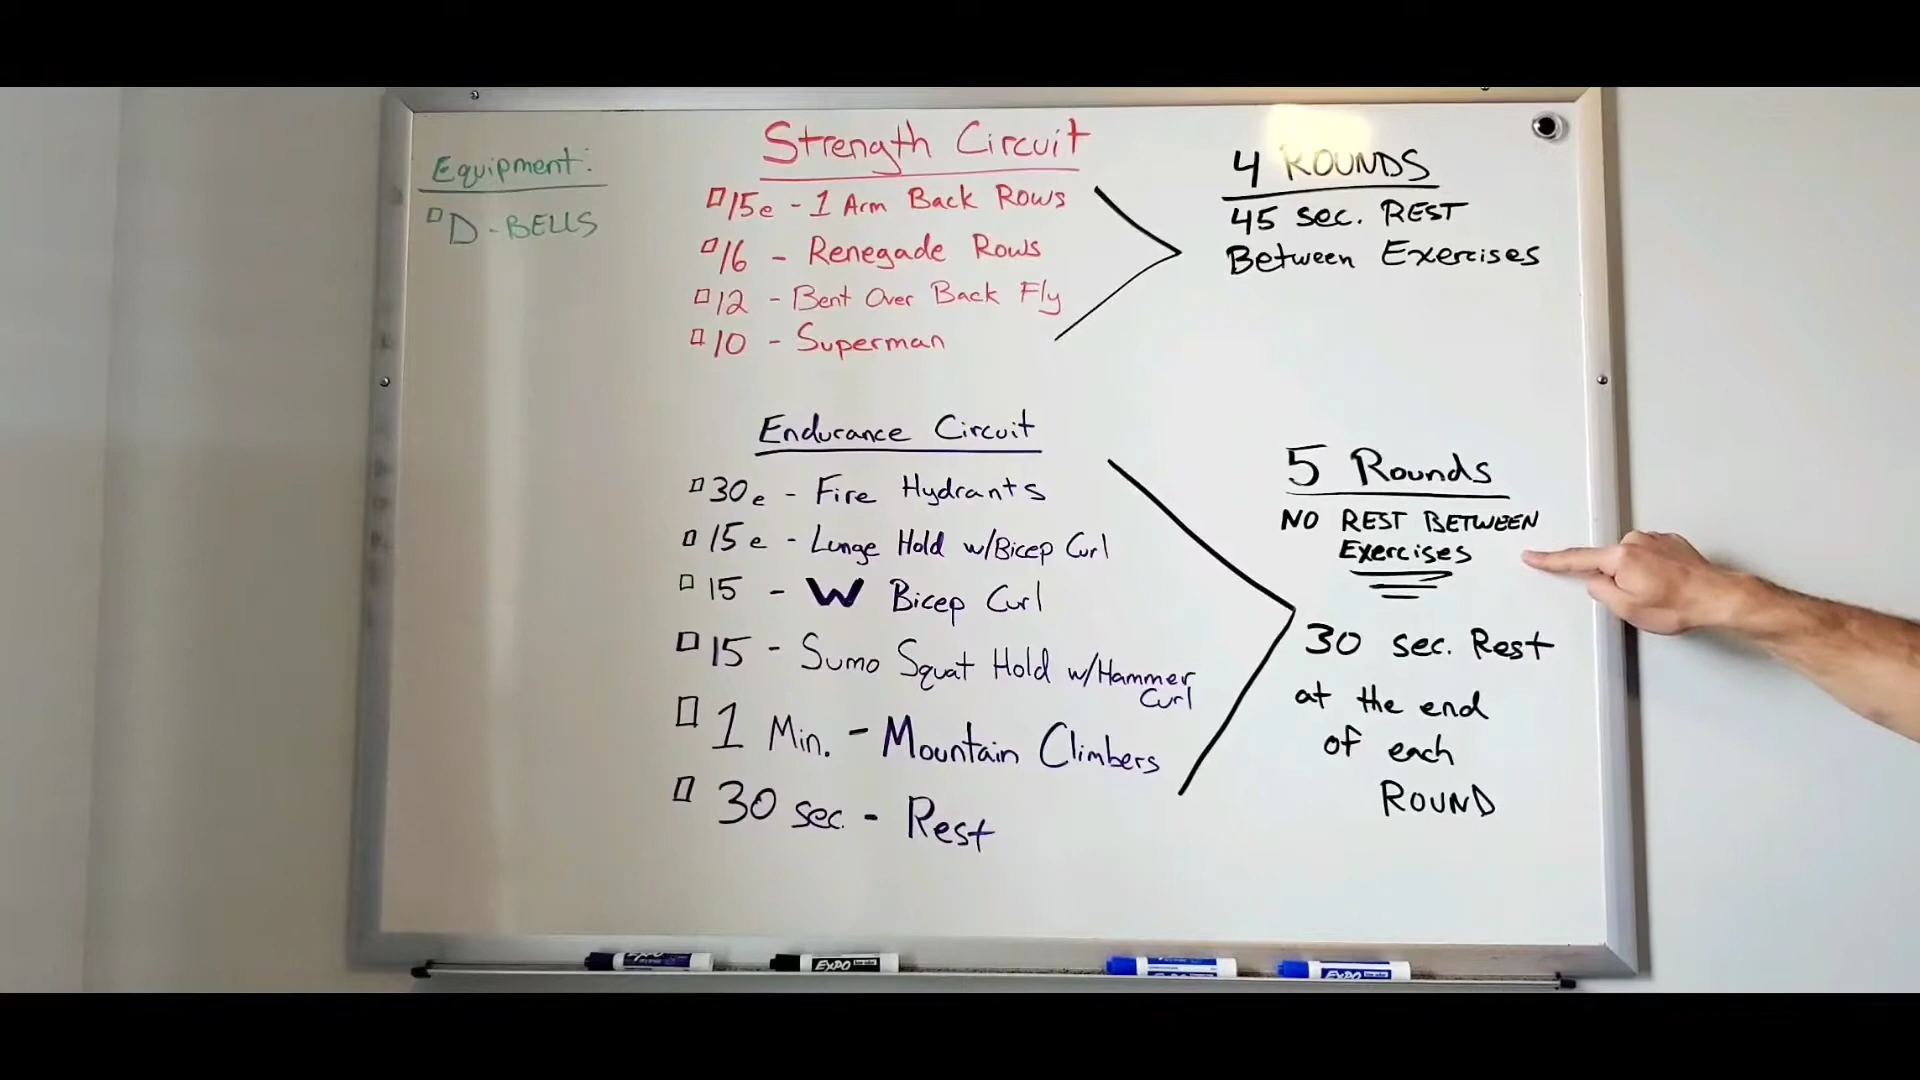 Equipment:
D-BELLS
Strength Circuit
15e - 1 Arm Back Rows
16 - Renegade Rows
12 - Bent Over Back Fly
10 - Superman
4 ROUNDS
45 sec. REST
Between Exercises
Endurance Circuit
30e - Fire Hydrants
15e - Lunge Hold w/Bicep Curl
15 - W Bicep Curl
15 - Sumo Squat Hold w/Hammer
Curl
1 Min. - Mountain Climbers
30 sec. - Rest
5 Rounds
NO REST BETWEEN
Exercises
30 sec. Rest
at the end
of each
ROUND
EXPO
EXPO
EXPO